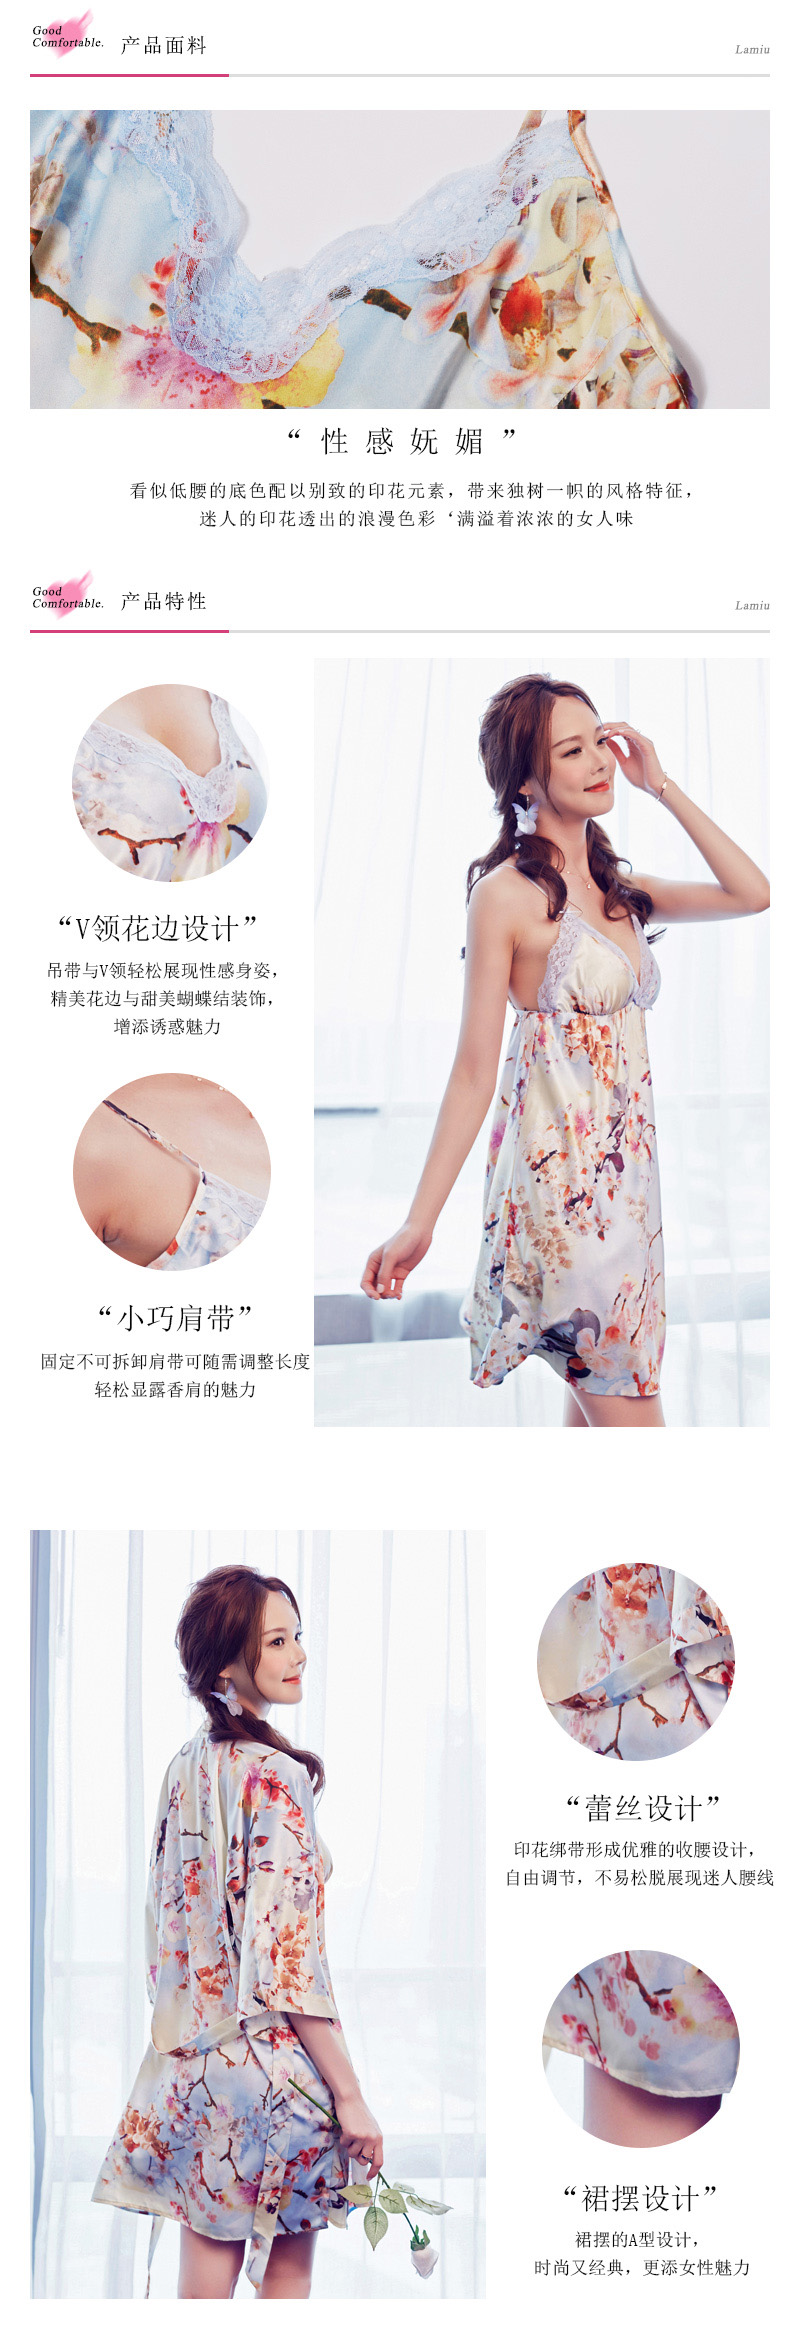 Good
Comfortable.
产品面料
Lamiu
“性感妩媚”
看似低腰的底色配以别致的印花元素，带来独树一帜的风格特征，
迷人的印花透出的浪漫色彩‘满溢着浓浓的女人味
Good
Comfortable.
产品特性
Lamiu
“V领花边设计”
吊带与V领轻松展现性感身姿，
精美花边与甜美蝴蝶结装饰，
增添诱惑魅力
“小巧肩带”
固定不可拆卸肩带可随需调整长度
轻松显露香肩的魅力
“蕾丝设计”
印花绑带形成优雅的收腰设计，
自由调节，不易松脱展现迷人腰线
“裙摆设计”
裙摆的A型设计，
时尚又经典，更添女性魅力